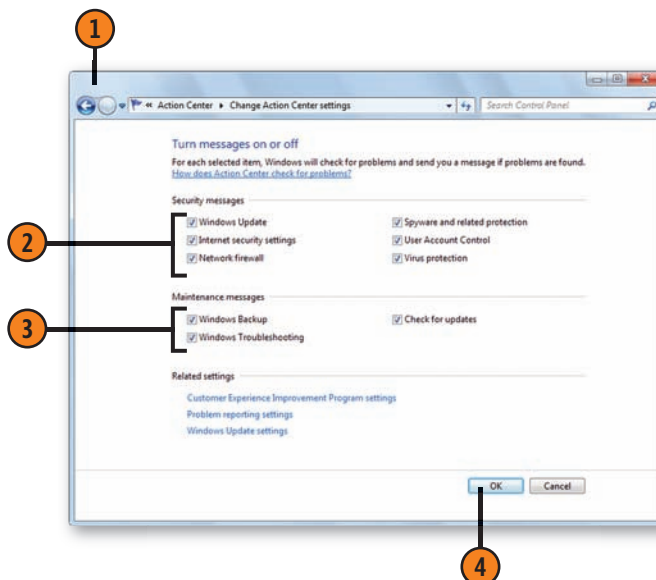 1
« Action Center ▸ Change Action Center settings
Search Control Panel
Turn messages on or off
For each selected item, Windows will check for problems and send you a message if problems are found.
How does Action Center check for problems?
Security messages
2
Windows Update
Spyware and related protection
Internet security settings
User Account Control
Network firewall
Virus protection
Maintenance messages
3
Windows Backup
Check for updates
Windows Troubleshooting
Related settings
Customer Experience Improvement Program settings
Problem reporting settings
Windows Update settings
OK
Cancel
4